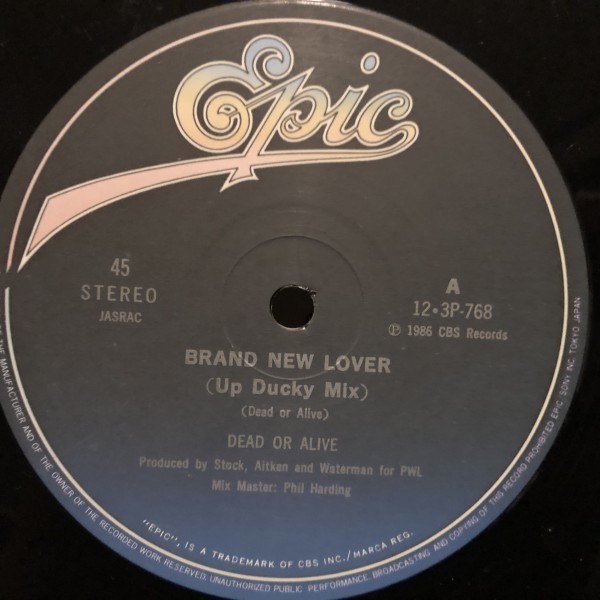 Epic
45
STEREO
JASRAC
A
12・3P-768
Ⓟ 1986 CBS Records
BRAND NEW LOVER
(Up Ducky Mix)
(Dead or Alive)
DEAD OR ALIVE
Produced by Stock, Aitken and Waterman for PWL
Mix Master: Phil Harding
"EPIC", IS A TRADEMARK OF CBS INC./MARCA REG.
OF THE MANUFACTURER AND OF THE OWNER OF THE RECORDED WORK RESERVED. UNAUTHORIZED PUBLIC PERFORMANCE, BROADCASTING AND COPYING OF THIS RECORD PROHIBITED EPIC SONY INC. TOKYO JAPAN